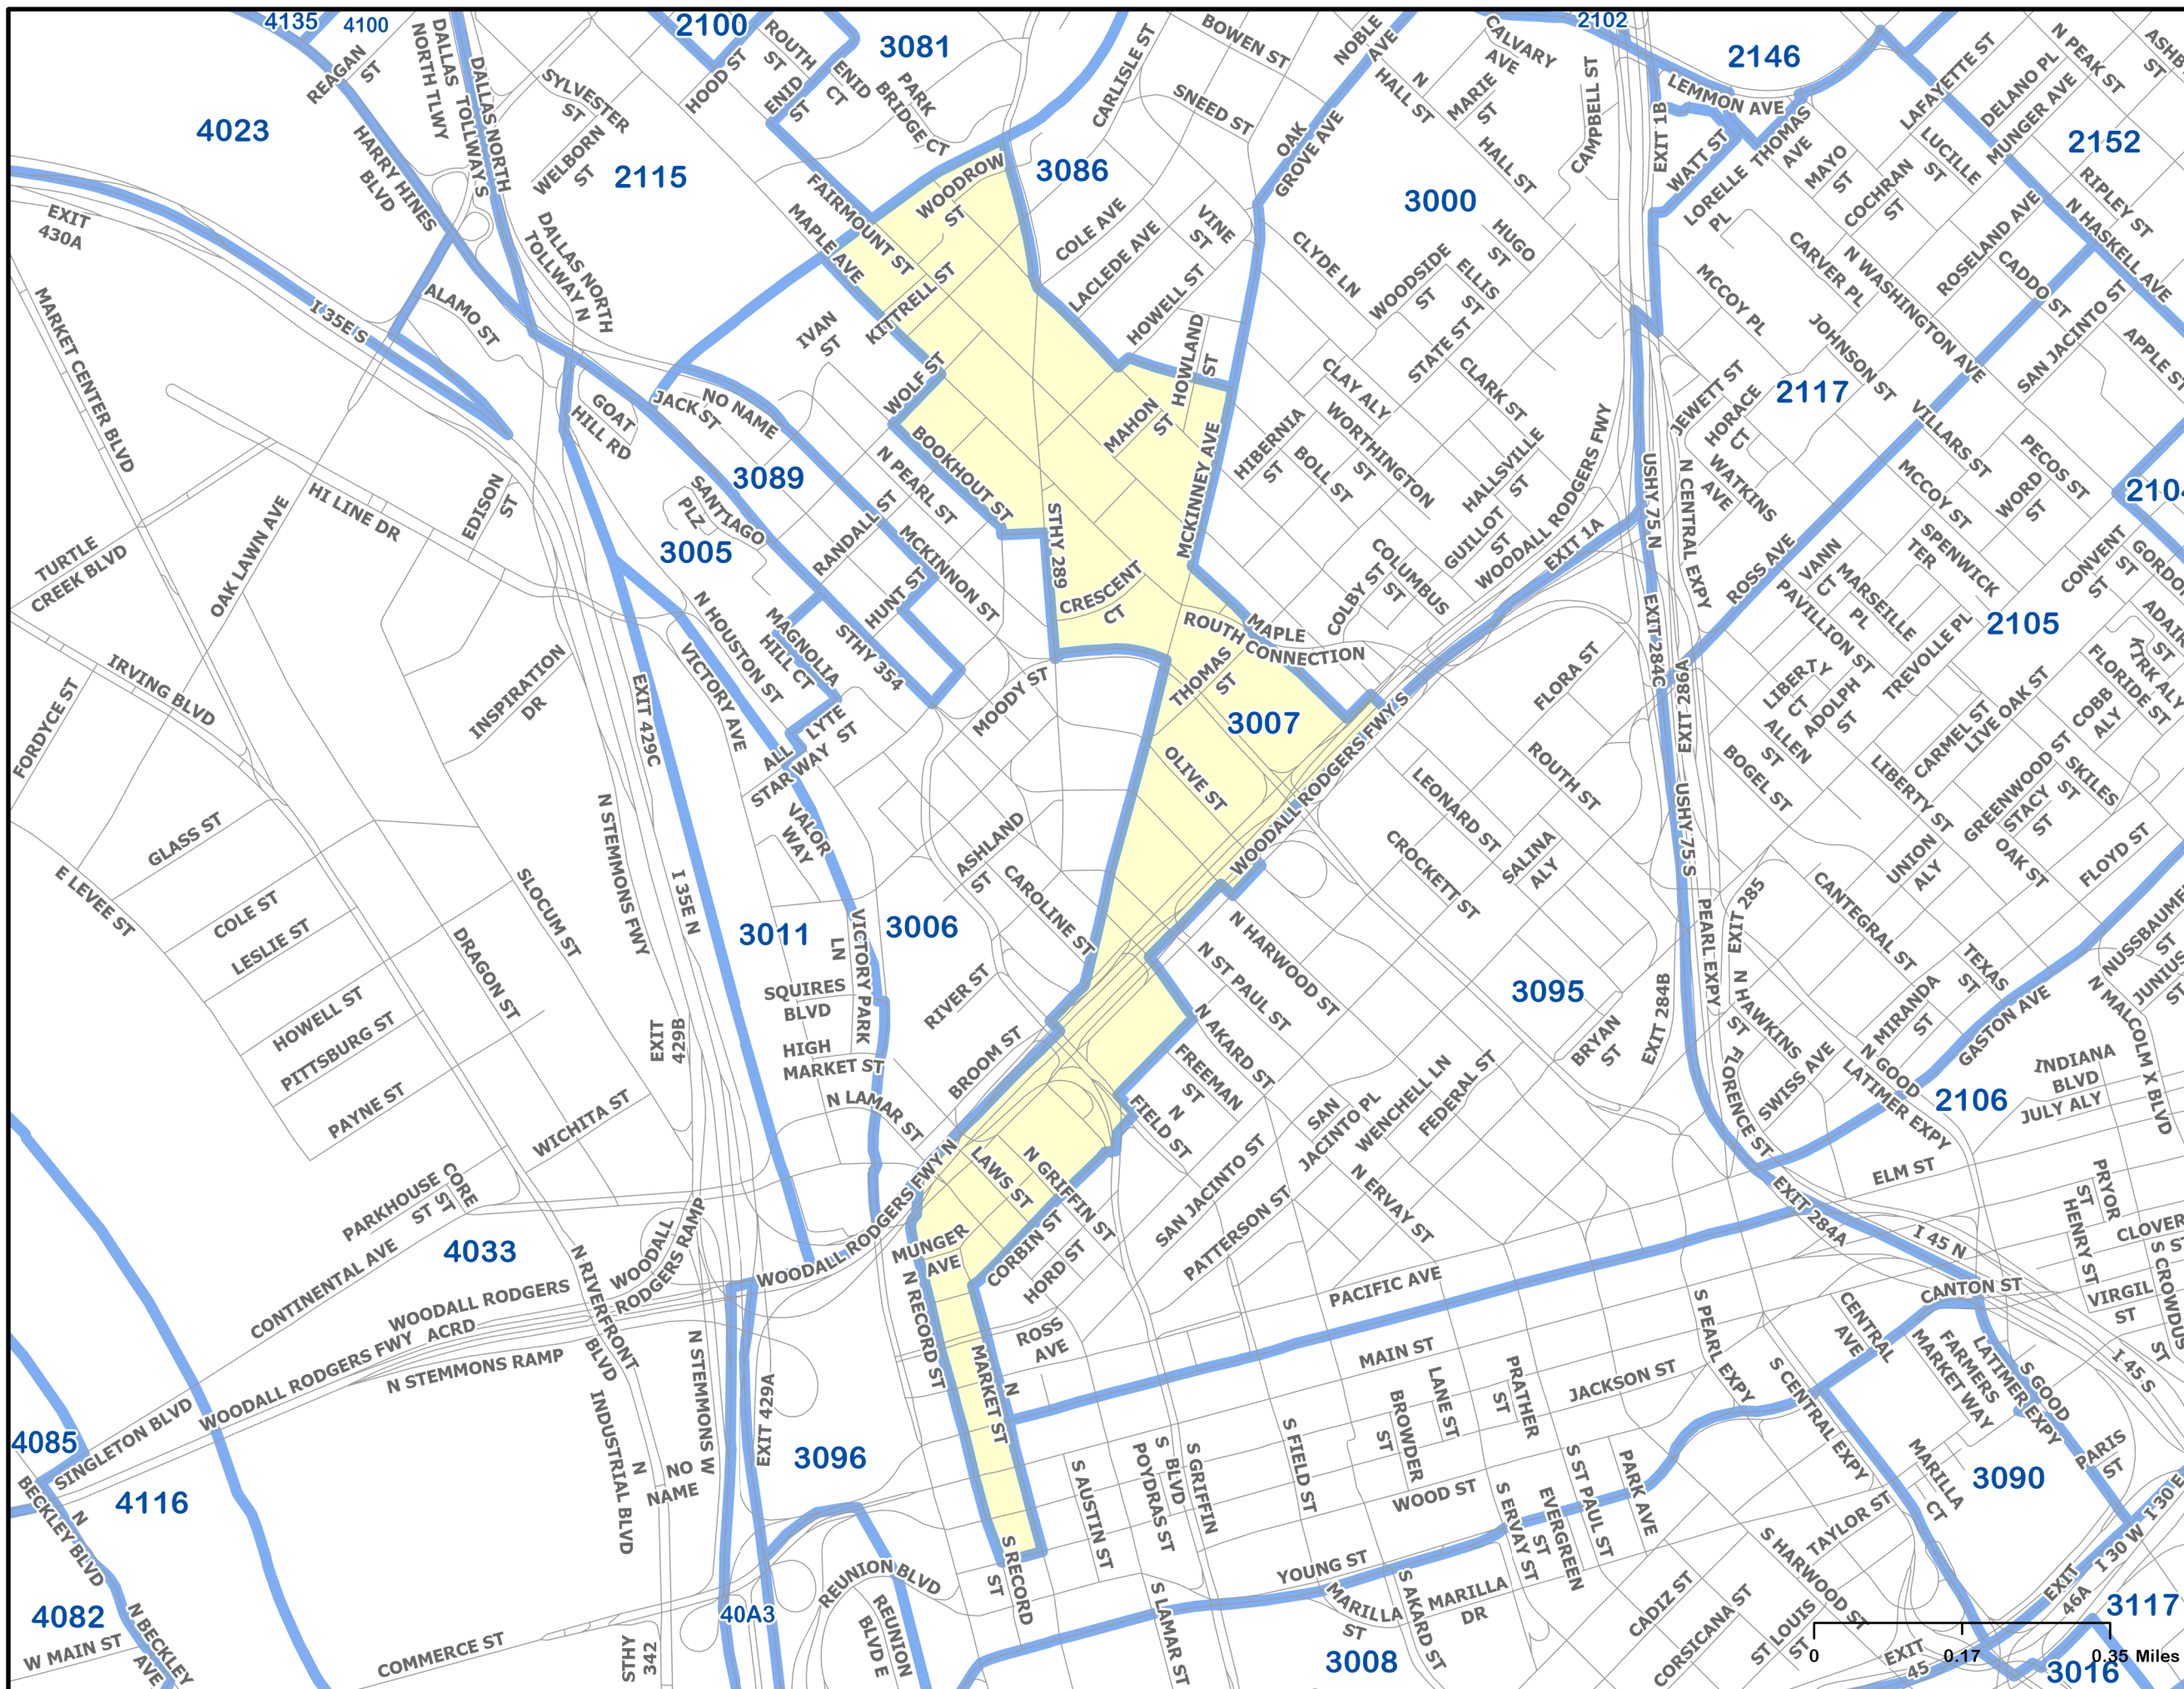 4135
4100
2100
3081
2102
2146
4023
2115
3086
3000
2152
REAGAN
ST
DALLAS
NORTH TLWY
DALLAS NORTH
TOLLWAY S
SYLVESTER
ST
WELBORN
ST
HOOD ST
ROUTH
ST
ENID
CT
ENID
ST
PARK
BRIDGE CT
CARLISLE ST
BOWEN ST
SNEED ST
NOBLE
AVE
OAK
GROVE AVE
N
HALL ST
CALVARY
AVE
MARIE
ST
HALL ST
CAMPBELL ST
EXIT 1B
LEMMON AVE
WATT ST
THOMAS
AVE
LORELLE
PL
MAYO
ST
COCHRAN
ST
LAFAYETTE ST
LUCILLE
ST
DELANO PL
MUNGER AVE
N PEAK ST
RIPLEY ST
N HASKELL AVE
HARRY HINES
BLVD
EXIT
430A
I 35E S
ALAMO ST
DALLAS NORTH
TOLLWAY N
FAIRMOUNT ST
MAPLE AVE
WOODROW
ST
KITTRELL ST
IVAN
ST
WOLF ST
COLE AVE
LACLEDE AVE
VINE
ST
HOWELL ST
HOWLAND
ST
MAHON
ST
CLYDE LN
WOODSIDE
ST
ELLIS
ST
HUGO
ST
STATE ST
CLAY ALY
CLARK ST
WORTHINGTON
ST
HIBERNIA
ST
BOLL ST
HALLSVILLE
ST
GUILLOT
ST
MCCOY PL
CARVER PL
N WASHINGTON AVE
ROSELAND AVE
CADDO ST
SAN JACINTO ST
APPLE ST
JOHNSON ST
JEWETT ST
HORACE
CT
WATKINS
AVE
2117
VILLARS ST
MCCOY ST
PECOS ST
WORD
ST
SPENWICK
TER
CONVENT
ST
MARKET CENTER BLVD
TURTLE
CREEK BLVD
OAK LAWN AVE
HI LINE DR
EDISON
ST
GOAT
HILL RD
JACK ST
NO NAME
3089
SANTIAGO
PLZ
3005
RANDALL ST
HUNT ST
BOOKHOUT ST
N PEARL ST
MCKINNON ST
STHY 289
CRESCENT
CT
MCKINNEY AVE
MAPLE
ROUTH CONNECTION
COLBY ST
COLUMBUS
ST
WOODALL RODGERS FWY
EXIT 1A
USHY 75 N
N CENTRAL EXPY
EXIT 284C
EXIT 286A
USHY 75 S
ROSS AVE
VANN
CT
MARSEILLE
PL
PAVILLION ST
TREVOLLE PL
2105
LIBERTY
CT
ADOLPH
ST
ALLEN
ST
BOGEL ST
CARMEL ST
LIVE OAK ST
COBB
ALY
FLORIDE ST
KIRK ALY
LIBERTY ST
GREENWOOD ST
STACY
ST
SKILES
ST
UNION
ALY
OAK ST
FLOYD ST
IRVING BLVD
FORDYCE ST
INSPIRATION
DR
EXIT 429C
VICTORY AVE
N HOUSTON ST
MAGNOLIA
HILL CT
STHY 354
LYTE
ST
ALL
STAR WAY
MOODY ST
THOMAS
ST
3007
OLIVE ST
WOODALL RODGERS FWY S
FLORA ST
ROUTH ST
LEONARD ST
SALINA
ALY
CROCKETT ST
N STEMMONS FWY
I 35E N
VALOR
WAY
GLASS ST
E LEVEE ST
COLE ST
LESLIE ST
HOWELL ST
PITTSBURG ST
PAYNE ST
DRAGON ST
SLOCUM ST
3011
3006
VICTORY PARK
LN
SQUIRES
BLVD
HIGH
MARKET ST
N LAMAR ST
EXIT
429B
ASHLAND
ST
CAROLINE ST
RIVER ST
BROOM ST
N HARWOOD ST
N ST PAUL ST
N AKARD ST
FREEMAN
ST
N
FIELD ST
3095
BRYAN
ST
EXIT 284B
PEARL EXPY
EXIT 285
N HAWKINS
ST
FLORENCE ST
SWISS AVE
CANTEGRAL ST
TEXAS
ST
MIRANDA
ST
GASTON AVE
N GOOD
LATIMER EXPY
2106
INDIANA
BLVD
JULY ALY
N MALCOLM X BLVD
ELM ST
PRYOR
ST
HENRY ST
WICHITA ST
PARKHOUSE
ST
CORE
ST
4033
CONTINENTAL AVE
WOODALL RODGERS
WOODALL RODGERS FWY ACRD
N STEMMONS RAMP
N RIVERFRONT
BLVD
WOODALL
RODGERS RAMP
WOODALL RODGERS FWY N
LAWS ST
N GRIFFIN ST
MUNGER
AVE
CORBIN ST
HORD ST
ROSS
AVE
SAN JACINTO ST
PATTERSON ST
SAN
JACINTO PL
WENCHELL LN
FEDERAL ST
N ERVAY ST
PACIFIC AVE
EXIT 284A
I 45 N
CANTON ST
VIRGIL
ST
I 45 S
S PEARL EXPY
CENTRAL
AVE
S CENTRAL EXPY
FARMERS
MARKET WAY
S GOOD
LATIMER EXPY
PARIS
ST
N RECORD ST
N
MARKET ST
MAIN ST
LANE ST
BROWDER
ST
PRATHER
ST
JACKSON ST
4085
SINGLETON BLVD
4116
N
BECKLEY BLVD
4082
W MAIN ST
N BECKLEY
AVE
COMMERCE ST
INDUSTRIAL BLVD
N
NO
NAME
N STEMMONS W
EXIT 429A
STHY
342
3096
40A3
REUNION BLVD
REUNION
BLVD E
S RECORD
ST
S AUSTIN ST
POYDRAS ST
S
BLVD
S GRIFFIN
S LAMAR ST
S FIELD ST
YOUNG ST
WOOD ST
MARILLA
ST
S AKARD ST
MARILLA
DR
S ERVAY ST
EVERGREEN
ST
S ST PAUL ST
PARK AVE
3008
CADIZ ST
CORSICANA ST
ST LOUIS
ST
S HARWOOD ST
TAYLOR ST
MARILLA
CT
3090
I 30 W
I 30 E
EXIT
46A
EXIT
45
3117
3016
0
0.17
0.35 Miles